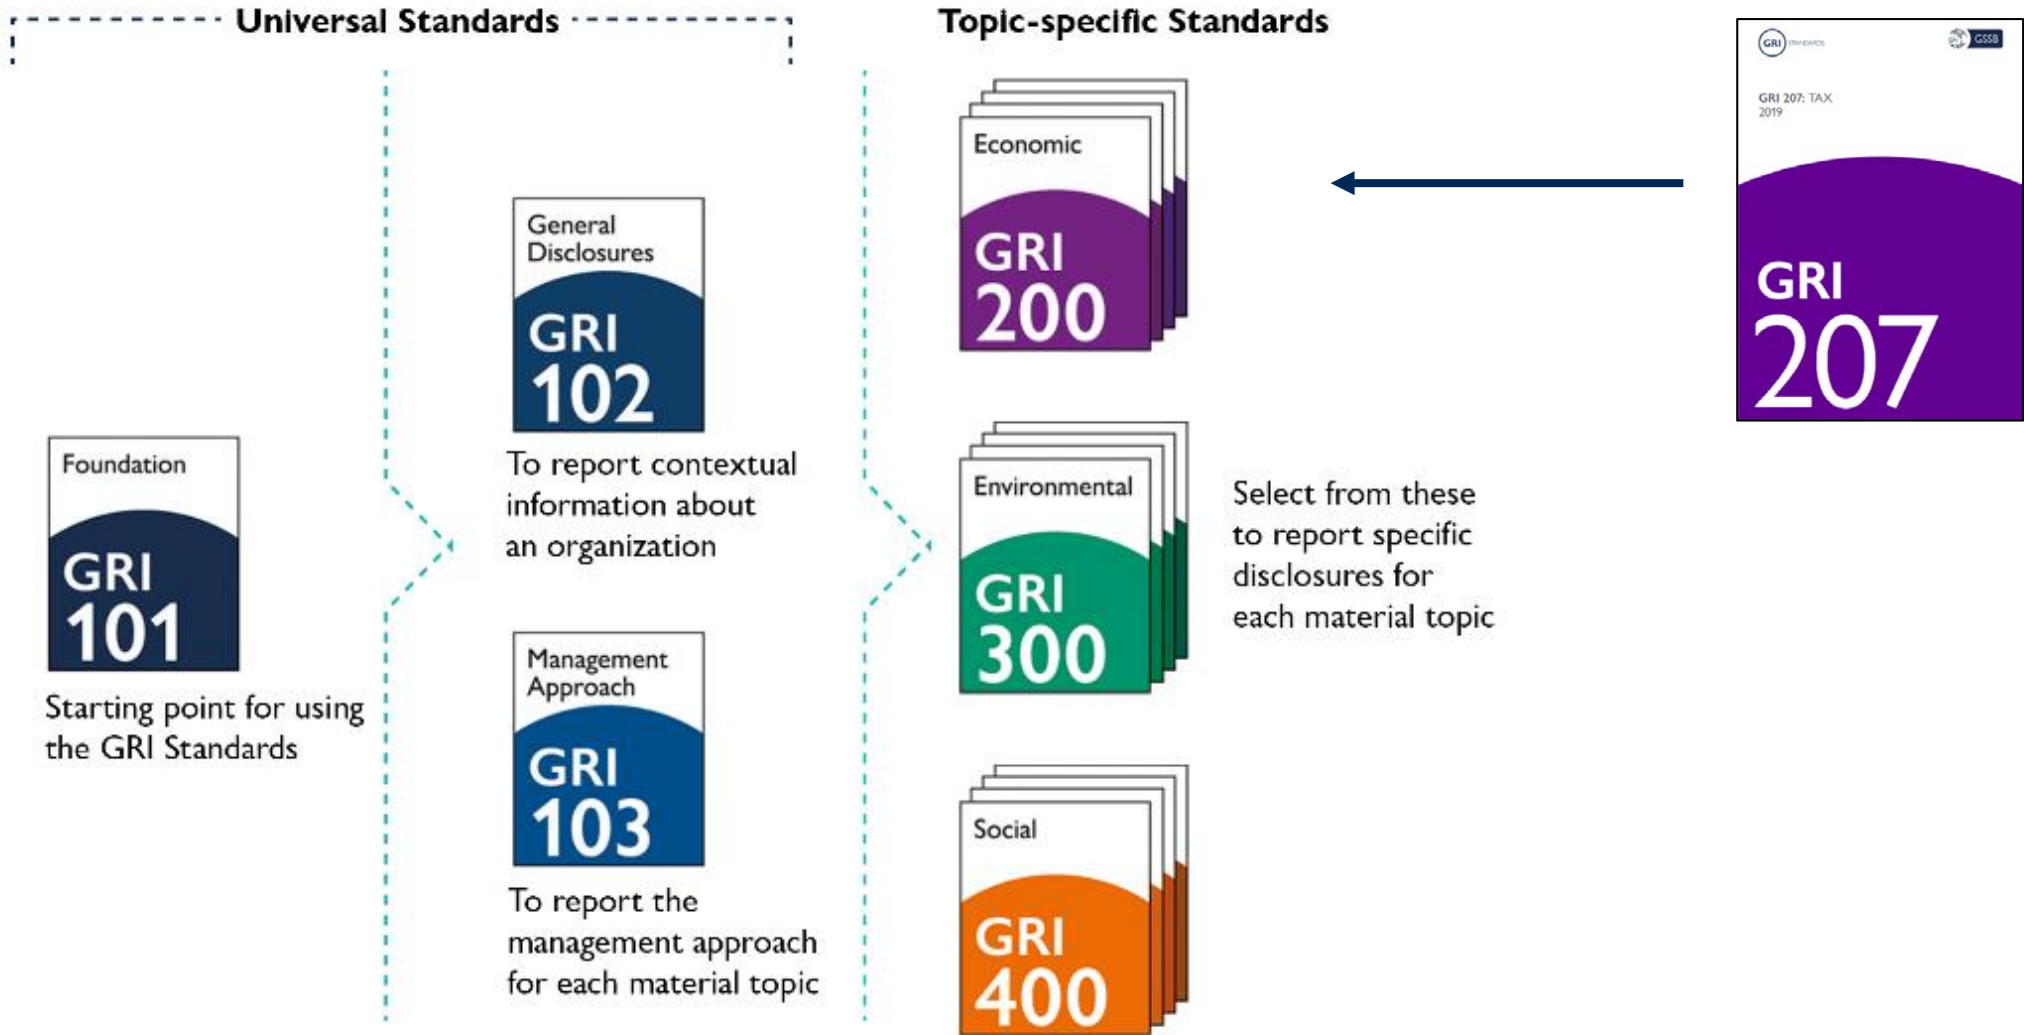 Universal Standards
Foundation
GRI
101
Starting point for using
the GRI Standards
General
Disclosures
GRI
102
To report contextual
information about
an organization
Management
Approach
GRI
103
To report the
management approach
for each material topic
Topic-specific Standards
Economic
GRI
200
Environmental
GRI
300
Social
GRI
400
Select from these
to report specific
disclosures for
each material topic
GRI STANDARDS
GSSB
GRI 207: TAX
2019
GRI
207